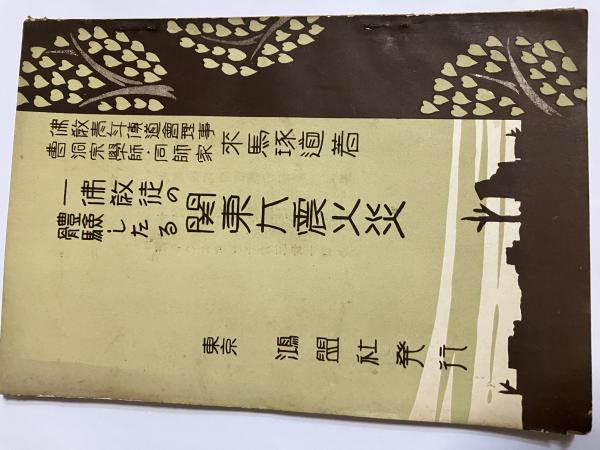 佛教青年傳道會理事
曹洞宗學師・同師家
來馬琢道著
一佛教徒の
體驗したる
関東大震火災
東京 鴻盟社発行